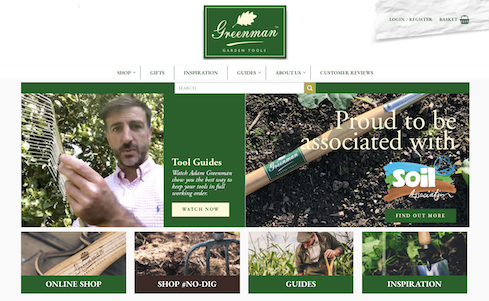 Greenman
GARDEN TOOLS
LOGIN / REGISTER
BASKET
SHOP
GIFTS
INSPIRATION
GUIDES
ABOUT US
CUSTOMER REVIEWS
SEARCH
Tool Guides
Watch Adam Greenman
show you the best way to
keep your tools in full
working order.
WATCH NOW
Greenman
Proud to be
associated with
Soil
Association
FIND OUT MORE
ONLINE SHOP
SHOP #NO-DIG
GUIDES
INSPIRATION